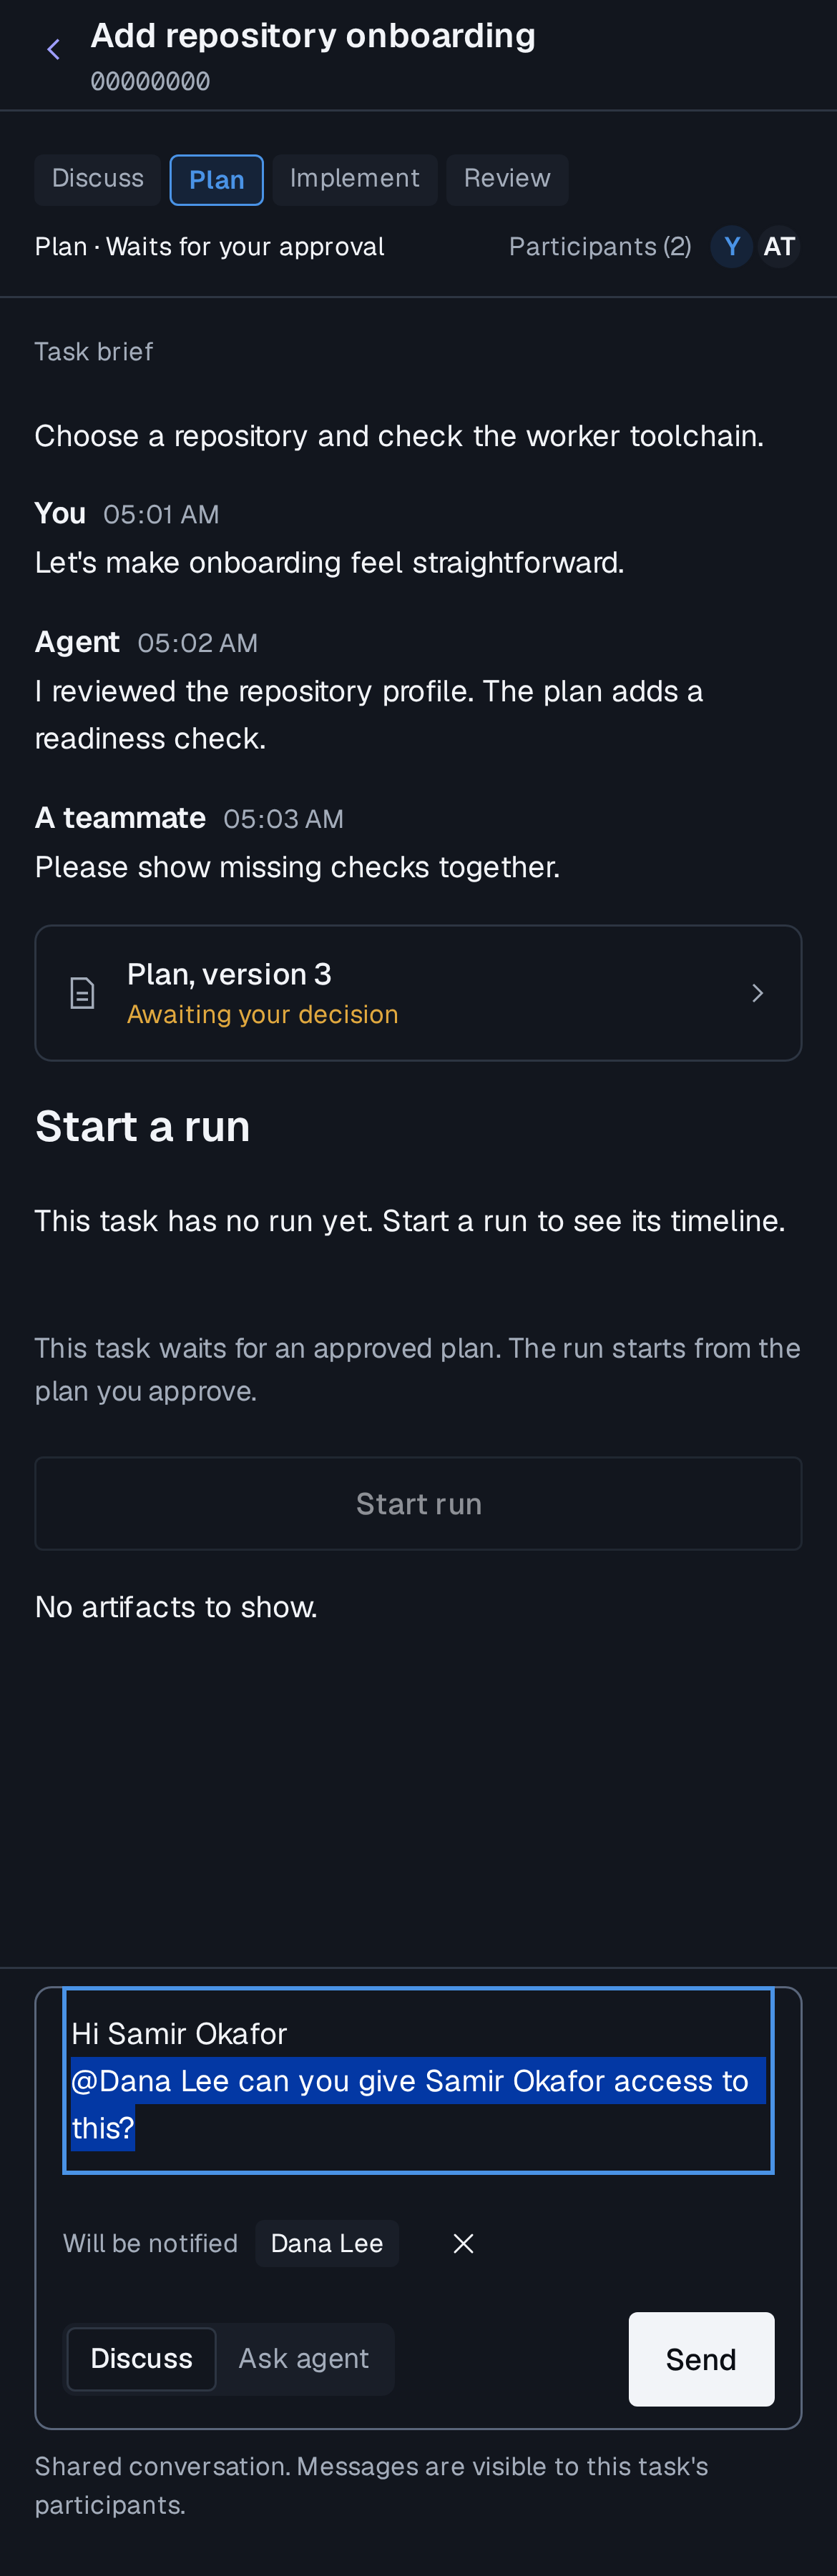 Add repository onboarding
00000000
Discuss
Plan
Implement
Review
Plan · Waits for your approval
Participants (2)
Y
AT
Task brief
Choose a repository and check the worker toolchain.
You 05:01 AM
Let's make onboarding feel straightforward.
Agent 05:02 AM
I reviewed the repository profile. The plan adds a
readiness check.
A teammate 05:03 AM
Please show missing checks together.
Plan, version 3
Awaiting your decision
Start a run
This task has no run yet. Start a run to see its timeline.
This task waits for an approved plan. The run starts from the
plan you approve.
Start run
No artifacts to show.
Hi Samir Okafor
@Dana Lee can you give Samir Okafor access to
this?
Will be notified
Dana Lee
Discuss
Ask agent
Send
Shared conversation. Messages are visible to this task's
participants.